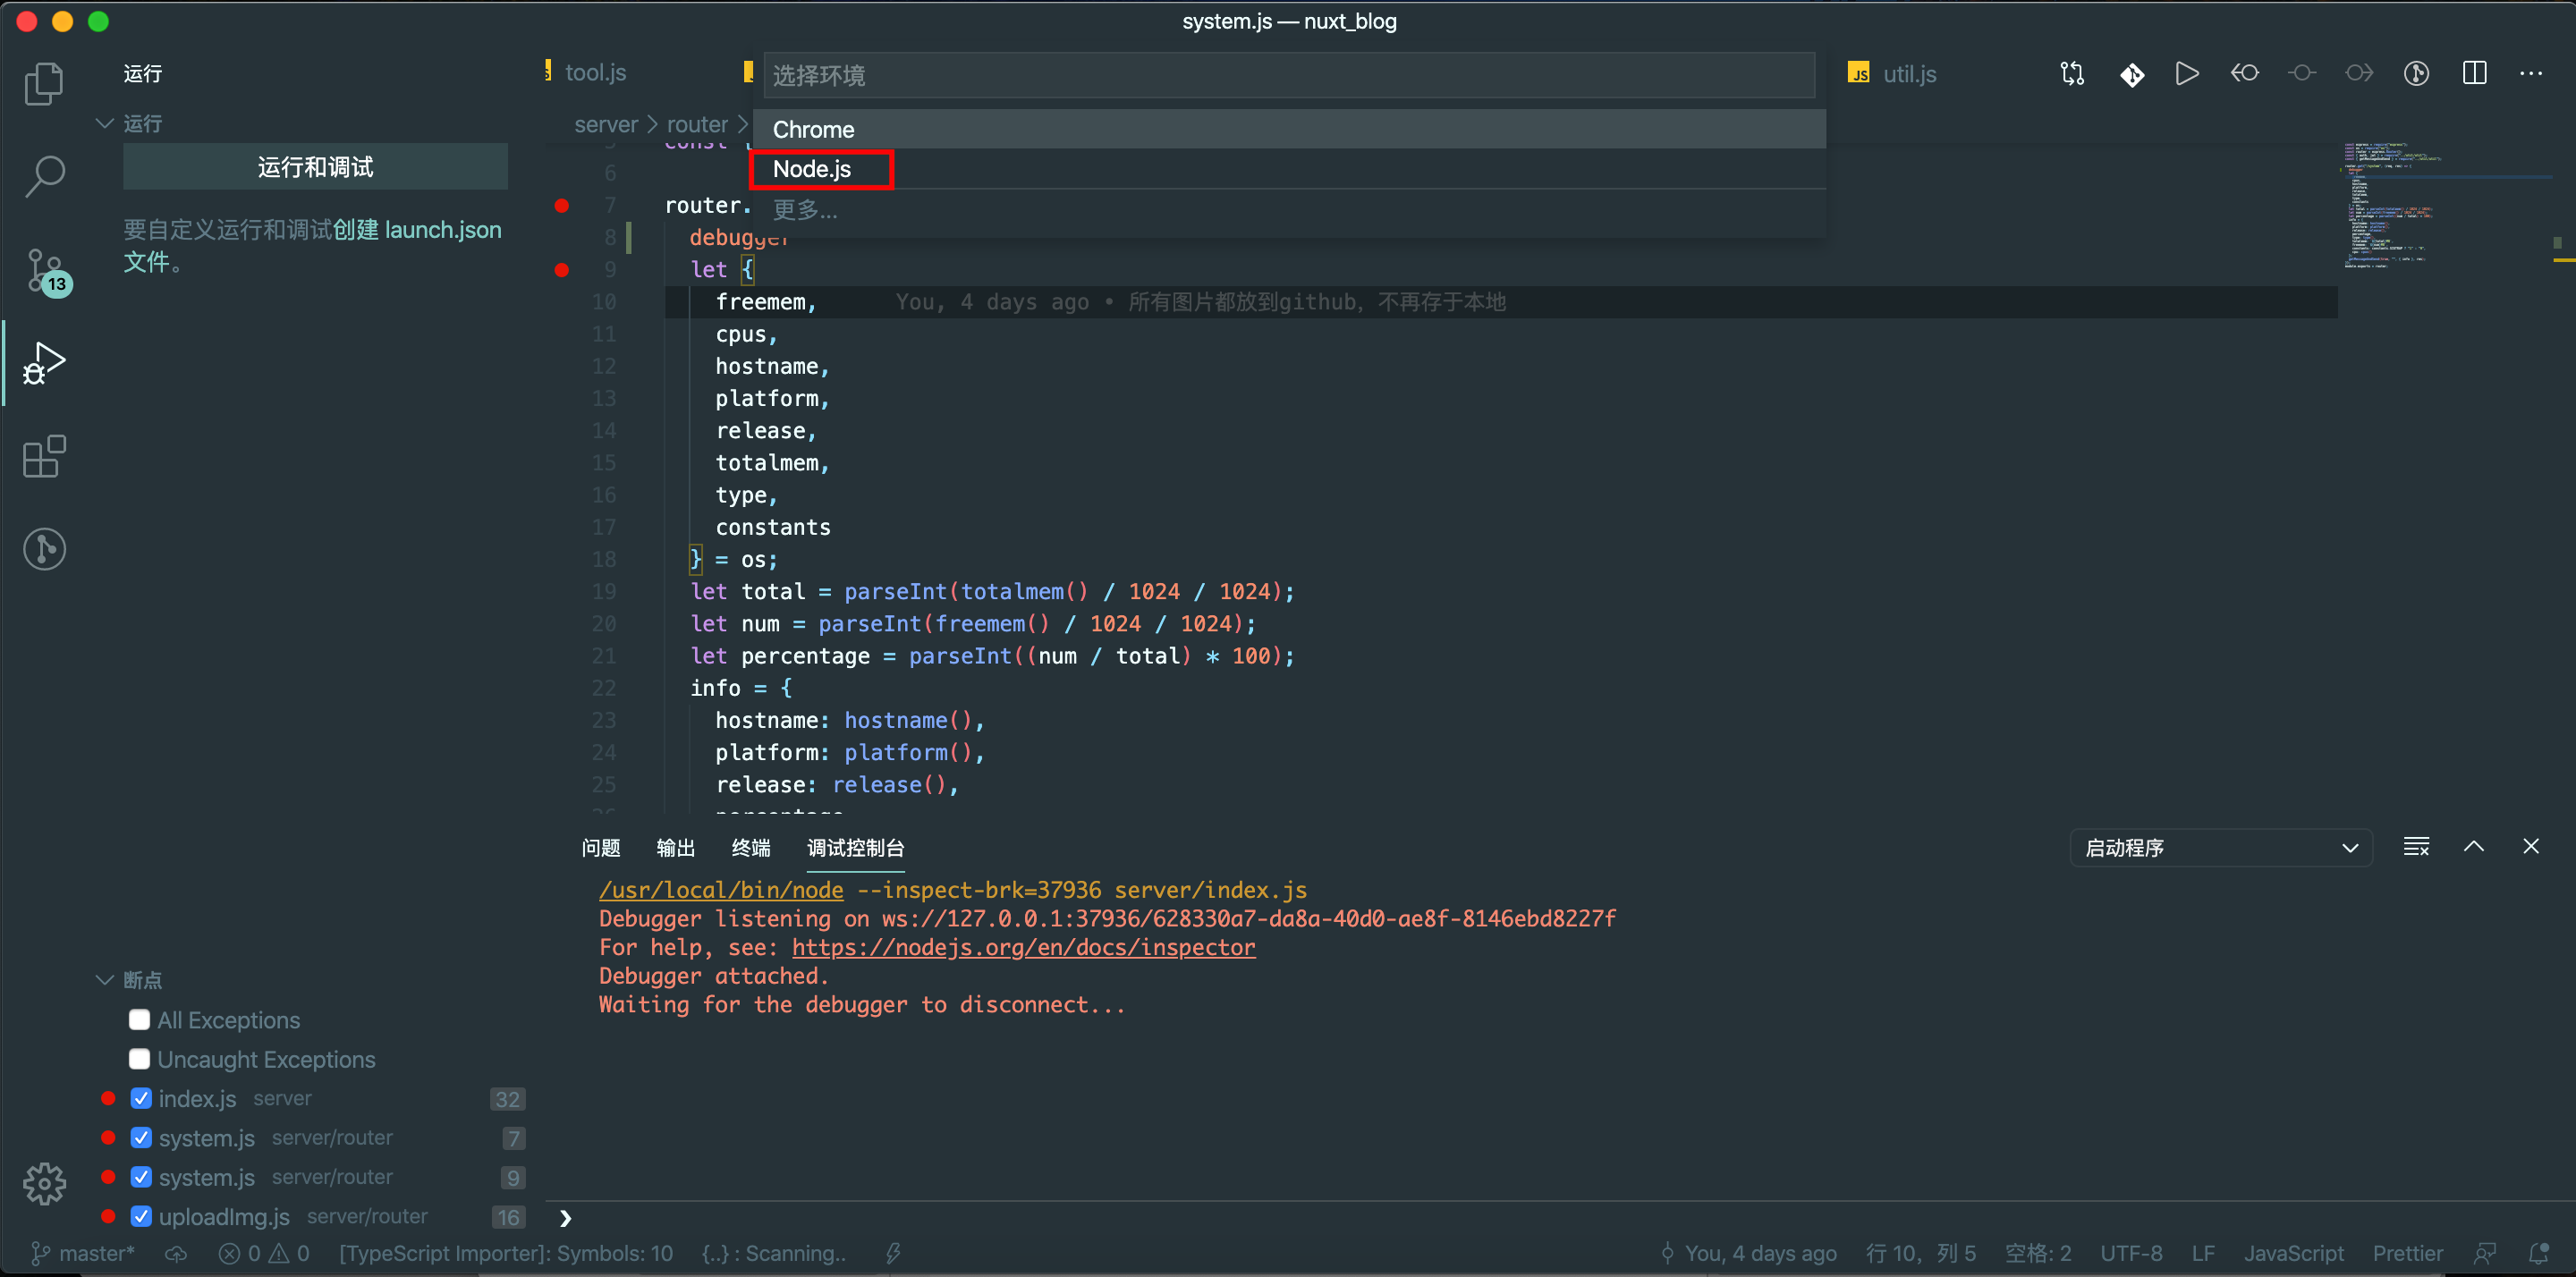 system.js — nuxt_blog
运行
tool.js
选择环境
JS util.js
运行
server > router >
Chrome
运行和调试
Node.js
更多...
要自定义运行和调试创建 launch.json
文件。
6
7 router.
8 debugger
9 let {
10 freemem, You, 4 days ago • 所有图片都放到github，不再存于本地
11 cpus,
12 hostname,
13 platform,
14 release,
15 totalmem,
16 type,
17 constants
18 } = os;
19 let total = parseInt(totalmem() / 1024 / 1024);
20 let num = parseInt(freemem() / 1024 / 1024);
21 let percentage = parseInt((num / total) * 100);
22 info = {
23 hostname: hostname(),
24 platform: platform(),
25 release: release(),
13
问题 输出 终端 调试控制台 启动程序
/usr/local/bin/node --inspect-brk=37936 server/index.js
Debugger listening on ws://127.0.0.1:37936/628330a7-da8a-40d0-ae8f-8146ebd8227f
For help, see: https://nodejs.org/en/docs/inspector
Debugger attached.
Waiting for the debugger to disconnect...
断点
All Exceptions
Uncaught Exceptions
index.js server 32
system.js server/router 7
system.js server/router 9
uploadImg.js server/router 16
master* 0 0 [TypeScript Importer]: Symbols: 10 {..} : Scanning.. You, 4 days ago 行 10，列 5 空格: 2 UTF-8 LF JavaScript Prettier